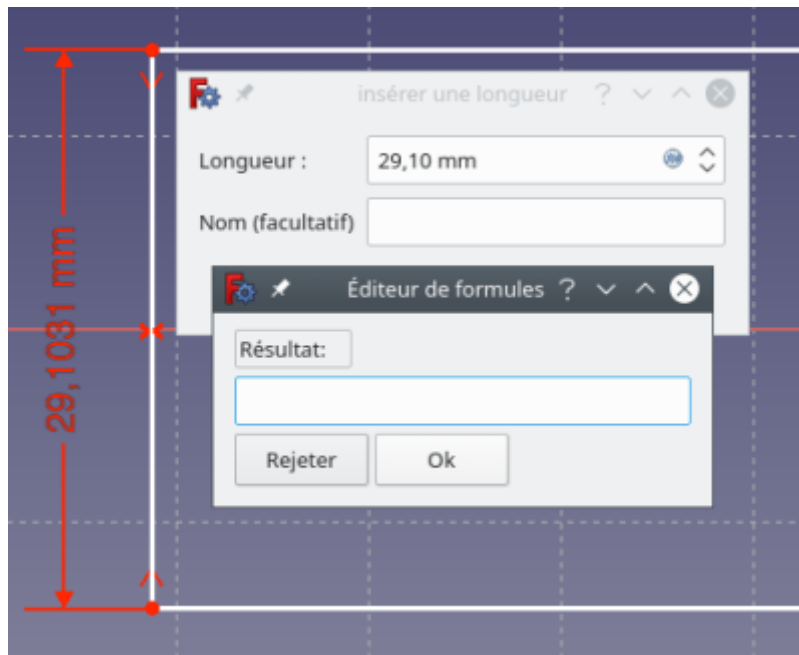 insérer une longueur
Longueur : 29,10 mm
Nom (facultatif)
Éditeur de formules
Résultat:
Rejeter Ok
29,1031 mm